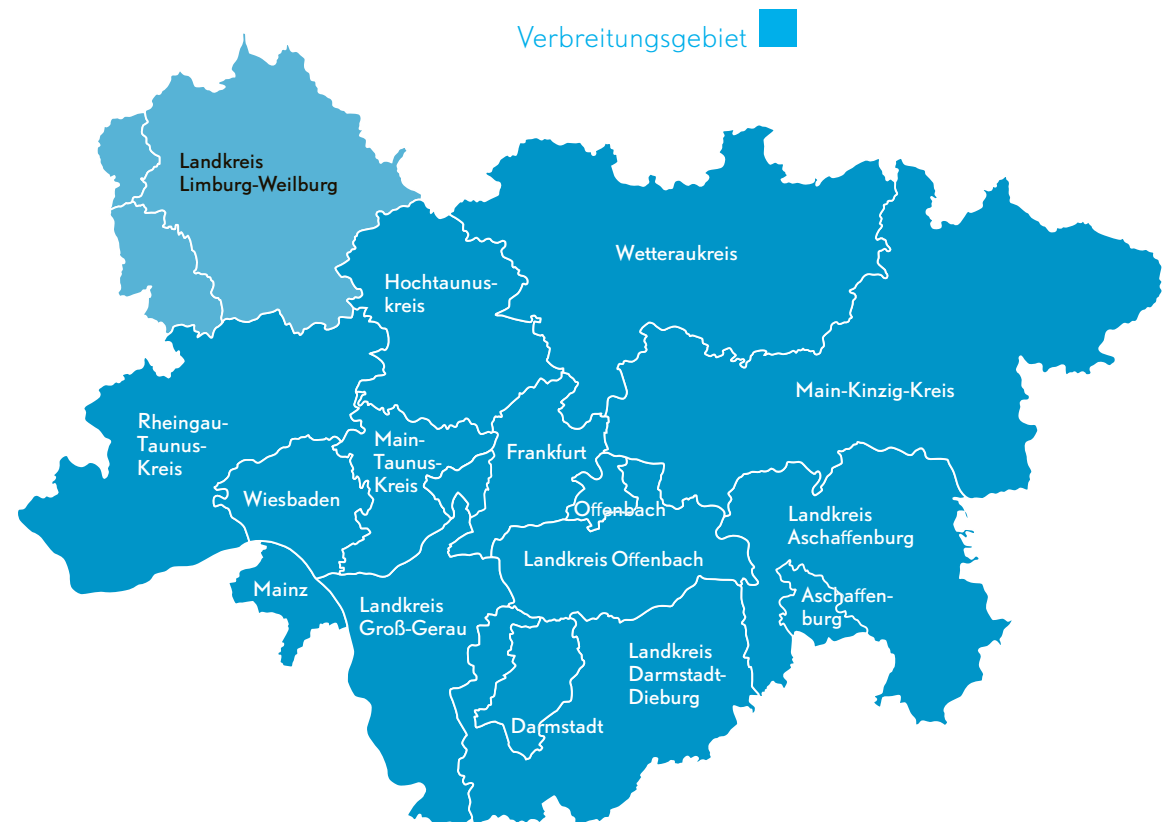 Verbreitungsgebiet
Landkreis
Limburg-Weilburg
Wetteraukreis
Hochtaunus-
kreis
Main-Kinzig-Kreis
Rheingau-
Taunus-
Kreis
Main-
Taunus-
Kreis
Frankfurt
Wiesbaden
Offenbach
Landkreis
Aschaffenburg
Landkreis Offenbach
Mainz
Landkreis
Groß-Gerau
Aschaffen-
burg
Landkreis
Darmstadt-
Dieburg
Darmstadt